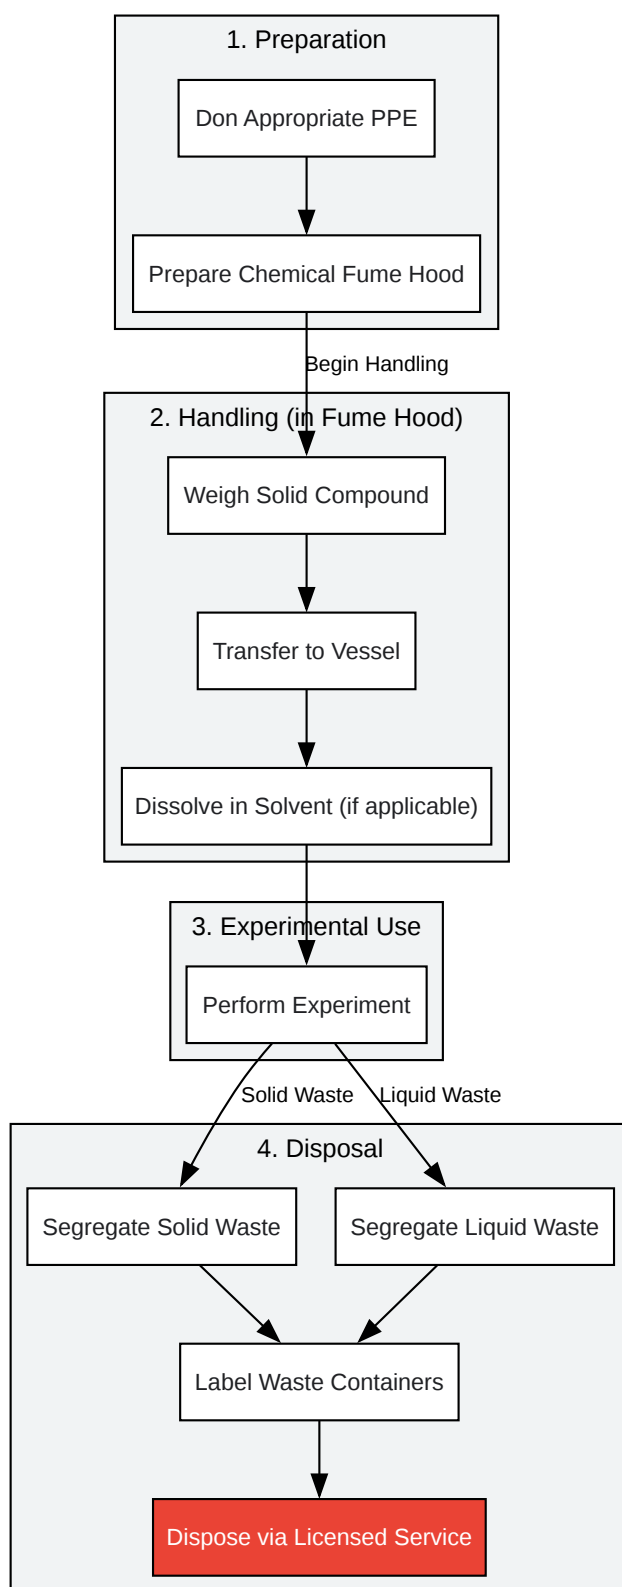 1. Preparation
Don Appropriate PPE
Prepare Chemical Fume Hood
Begin Handling
2. Handling (in Fume Hood)
Weigh Solid Compound
Transfer to Vessel
Dissolve in Solvent (if applicable)
3. Experimental Use
Perform Experiment
Solid Waste
Liquid Waste
4. Disposal
Segregate Solid Waste
Segregate Liquid Waste
Label Waste Containers
Dispose via Licensed Service